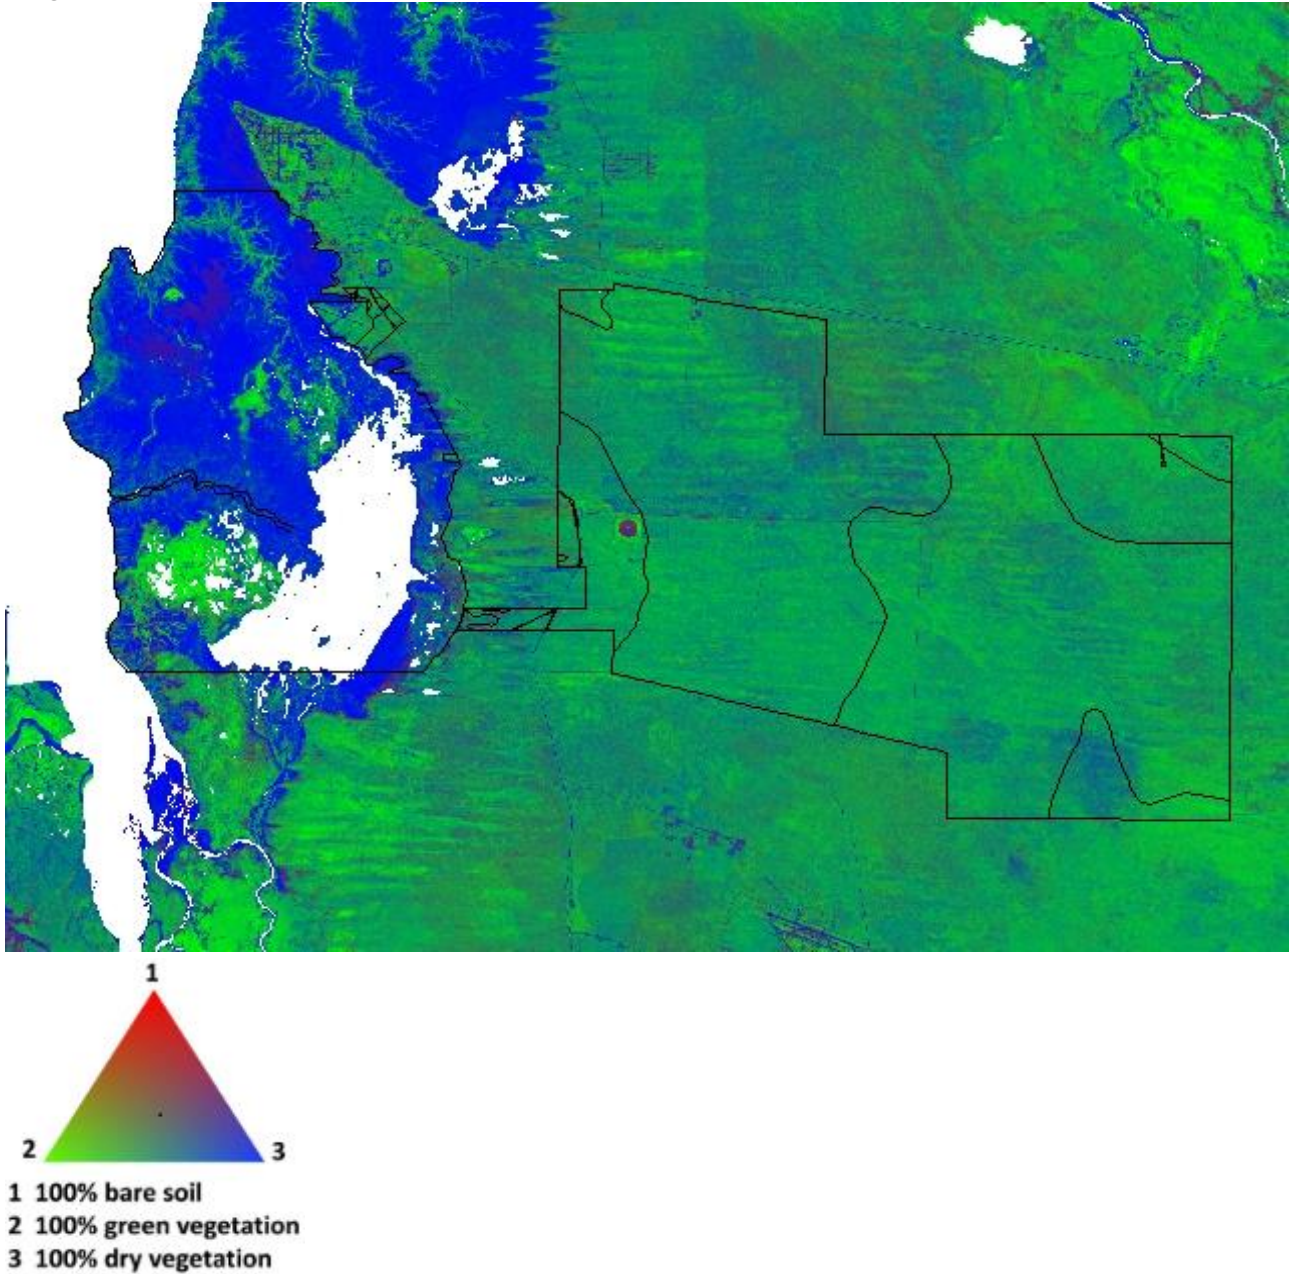 1
2
3
1 100% bare soil
2 100% green vegetation
3 100% dry vegetation